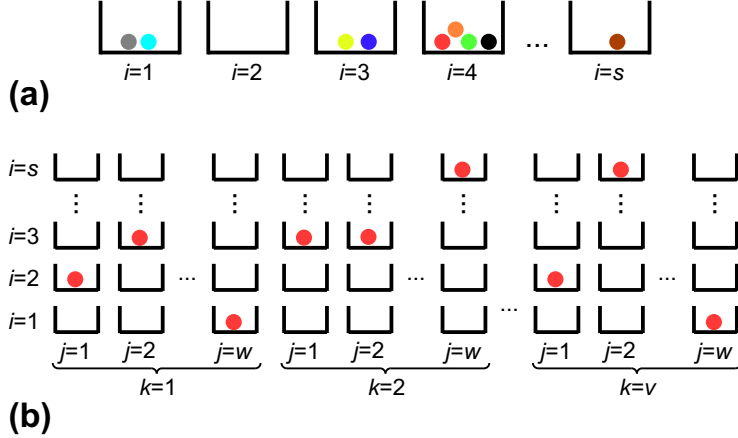 ...
i=1 i=2 i=3 i=4 i=s
(a)
i=s
⋮ ⋮ ⋮ ⋮ ⋮ ⋮ ⋮ ⋮ ⋮
i=3
i=2 ... ... ...
i=1 ...
j=1 j=2 j=w j=1 j=2 j=w j=1 j=2 j=w
k=1 k=2 k=v
(b)